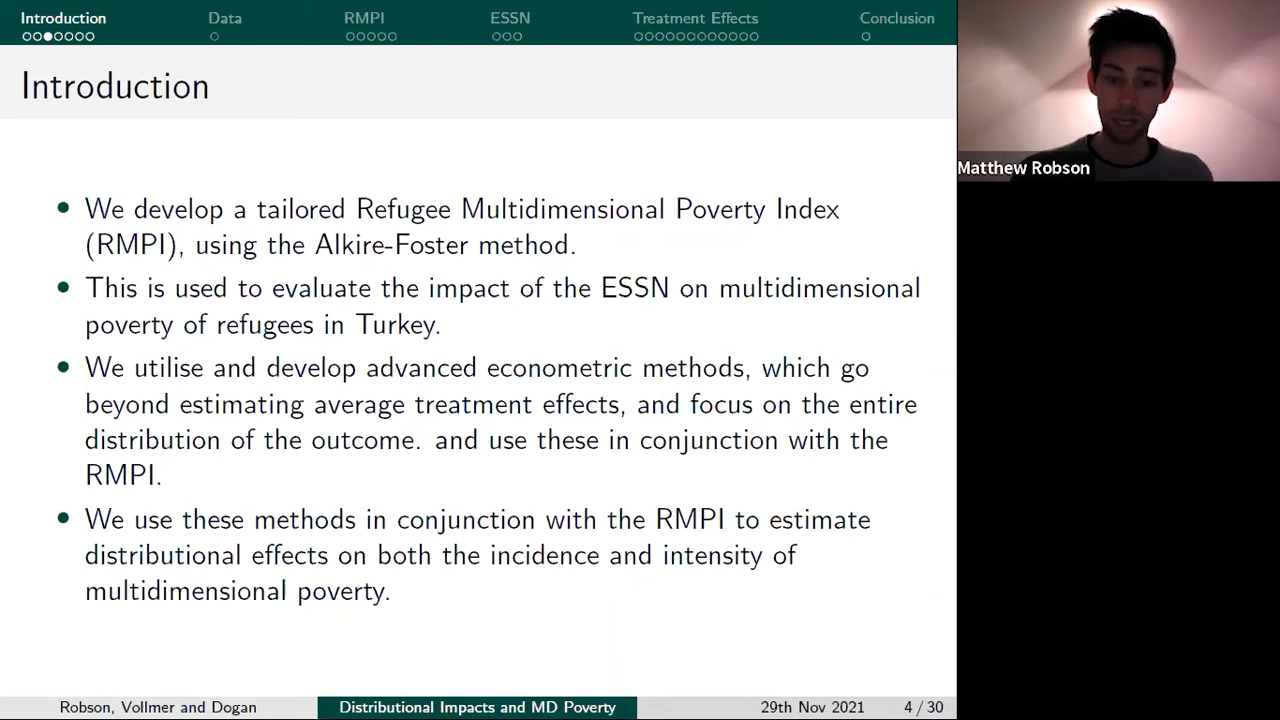 Introduction Data RMPI ESSN Treatment Effects Conclusion
Introduction
• We develop a tailored Refugee Multidimensional Poverty Index
(RMPI), using the Alkire-Foster method.
• This is used to evaluate the impact of the ESSN on multidimensional
poverty of refugees in Turkey.
• We utilise and develop advanced econometric methods, which go
beyond estimating average treatment effects, and focus on the entire
distribution of the outcome. and use these in conjunction with the
RMPI.
• We use these methods in conjunction with the RMPI to estimate
distributional effects on both the incidence and intensity of
multidimensional poverty.
Robson, Vollmer and Dogan Distributional Impacts and MD Poverty 29th Nov 2021 4 / 30
Matthew Robson